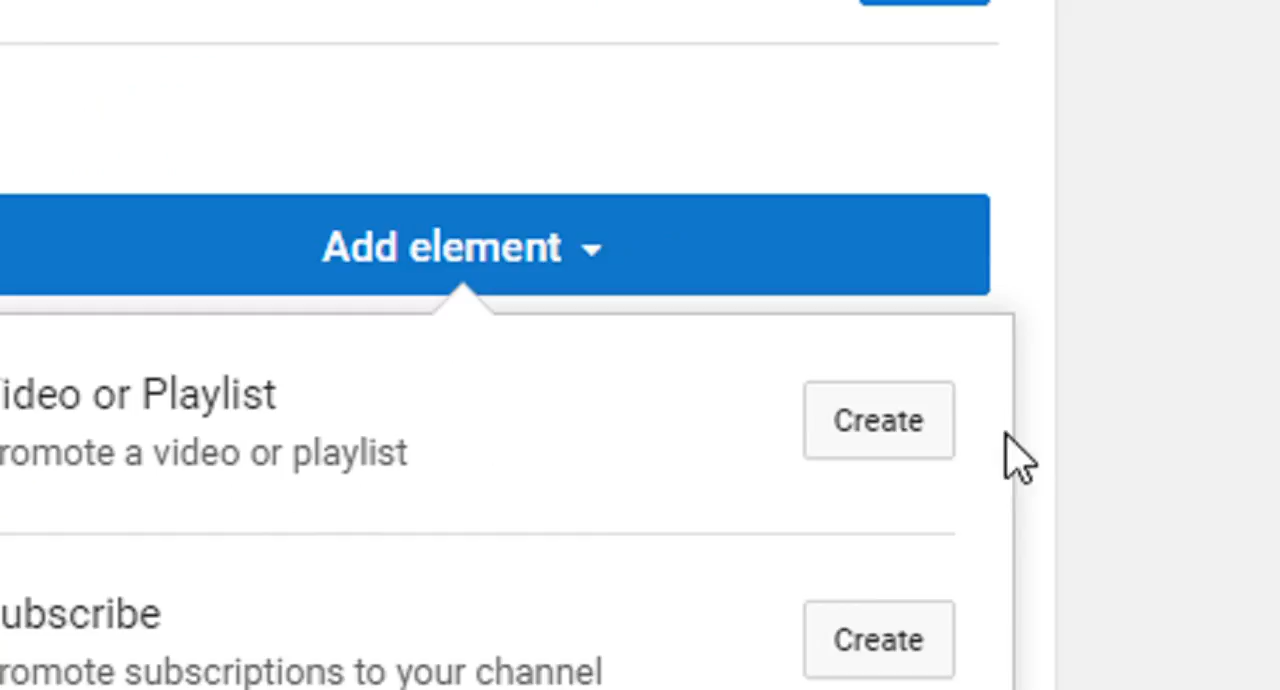 Add element
ideo or Playlist
Create
romote a video or playlist
ubscribe
Create
romote subscriptions to your channel